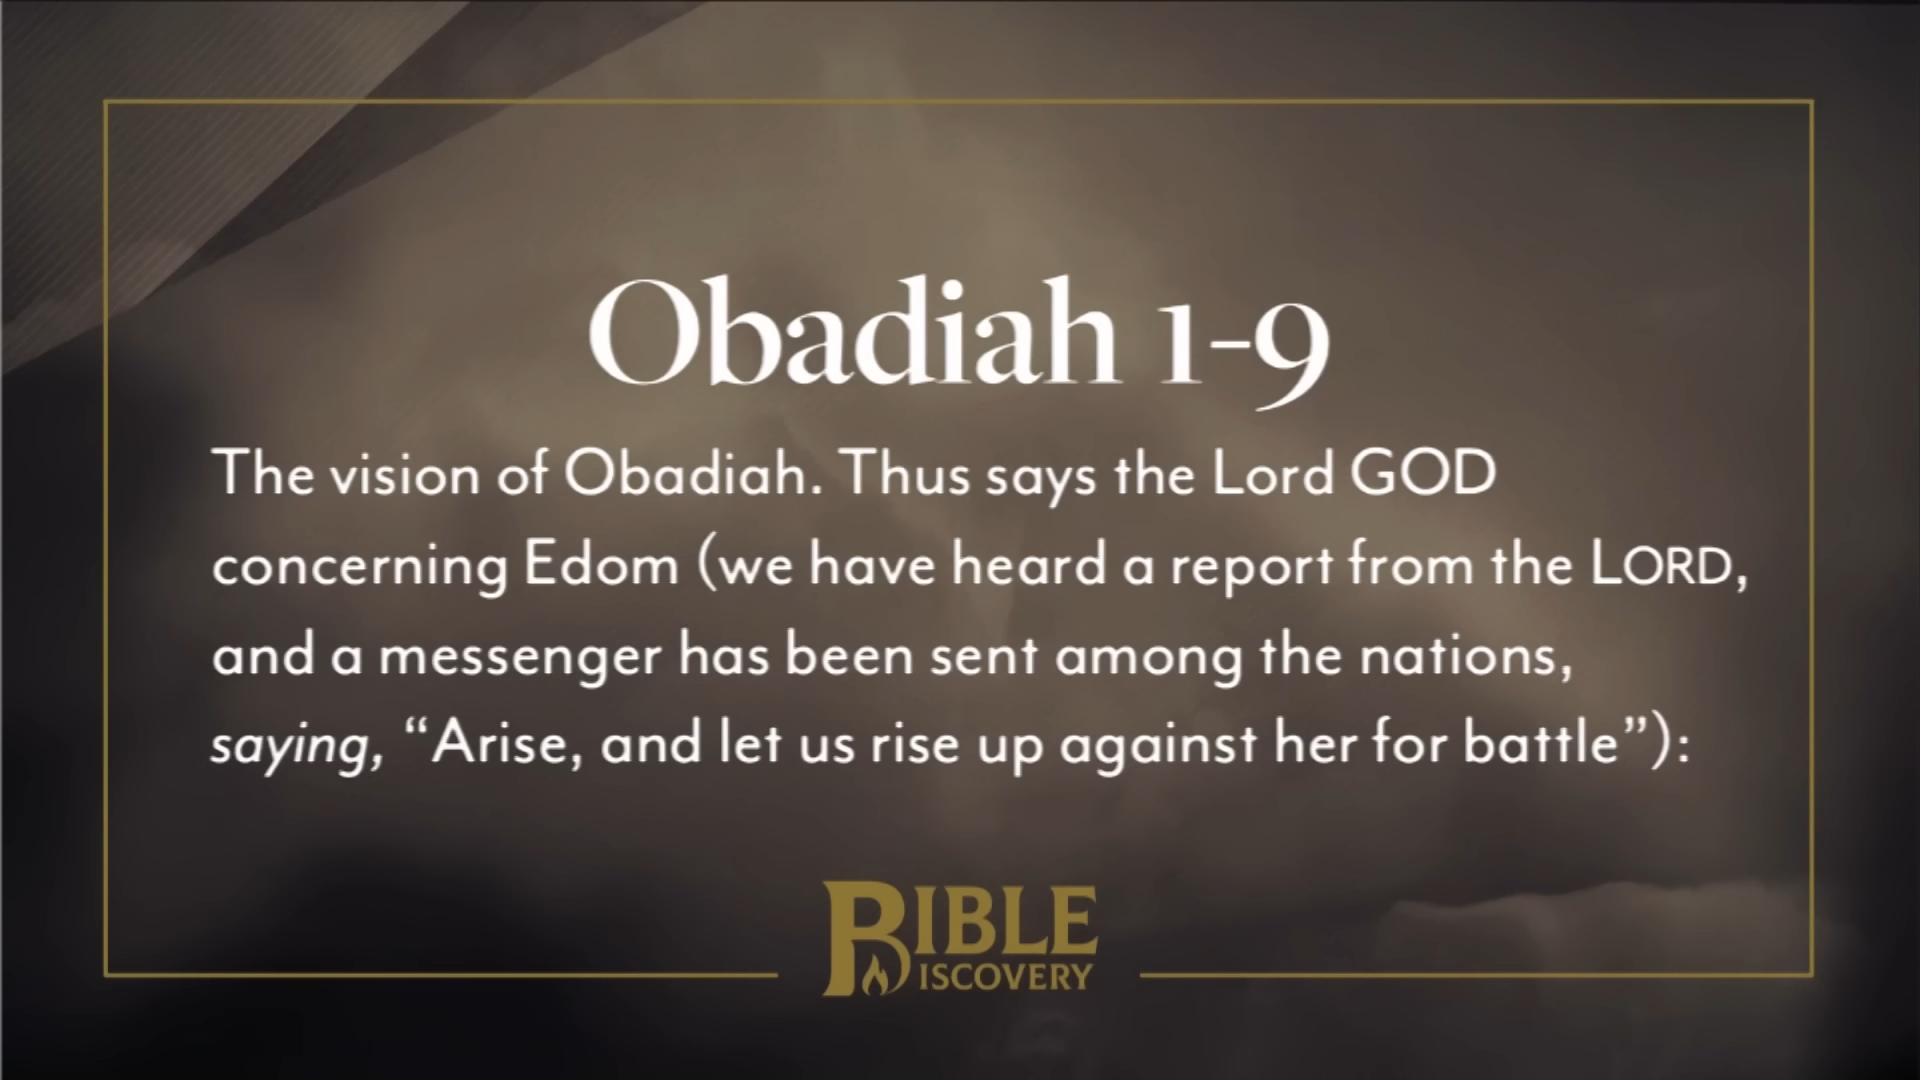 Obadiah 1-9
The vision of Obadiah. Thus says the Lord GOD
concerning Edom (we have heard a report from the LORD,
and a messenger has been sent among the nations,
saying, “Arise, and let us rise up against her for battle”):
BIBLE
DISCOVERY